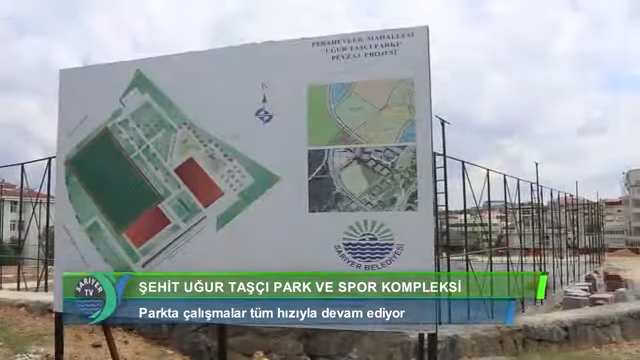 FERAHEVLER MAHALLESİ
"UĞUR TAŞÇI PARKI"
PEYZAJ PROJESİ
SARIYER BELEDİYESİ
SARIYER
TV
ŞEHİT UĞUR TAŞÇI PARK VE SPOR KOMPLEKSİ
Parkta çalışmalar tüm hızıyla devam ediyor